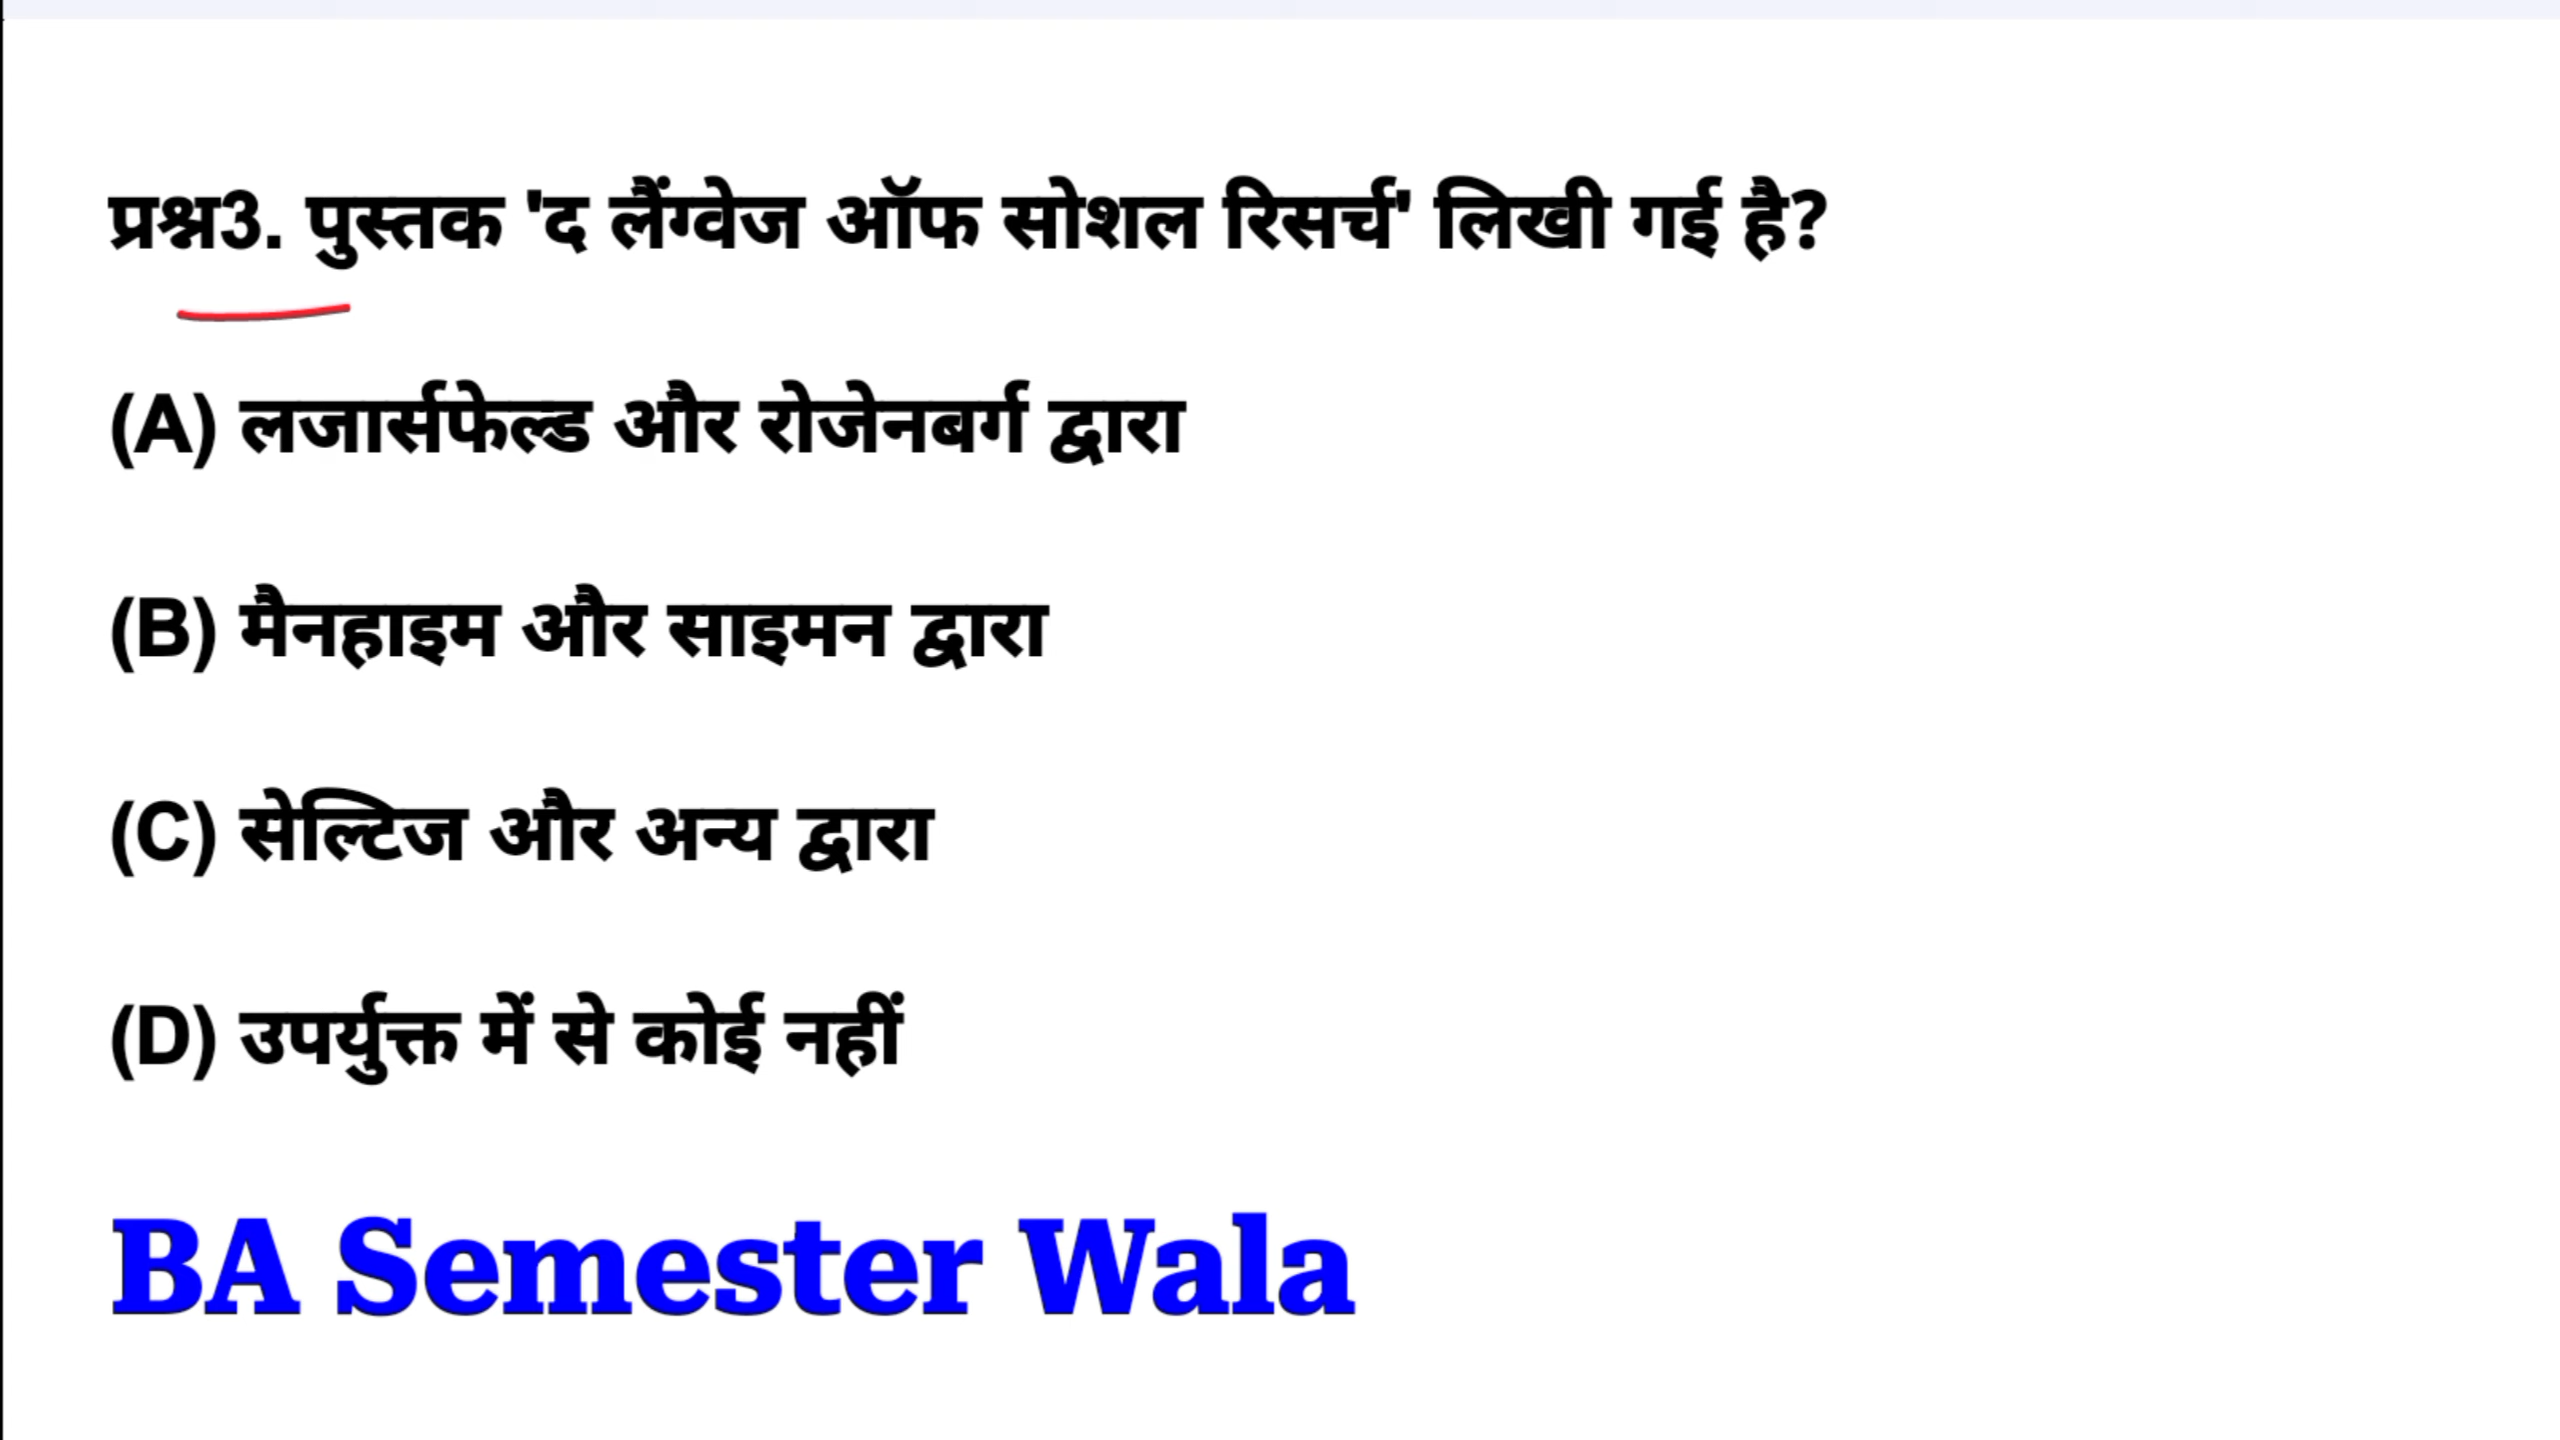 प्रश्न3. पुस्तक 'द लैंग्वेज ऑफ सोशल रिसर्च' लिखी गई है?
(A) लजार्सफेल्ड और रोजेनबर्ग द्वारा
(B) मैनहाइम और साइमन द्वारा
(C) सेल्टिज और अन्य द्वारा
(D) उपर्युक्त में से कोई नहीं
BA Semester Wala